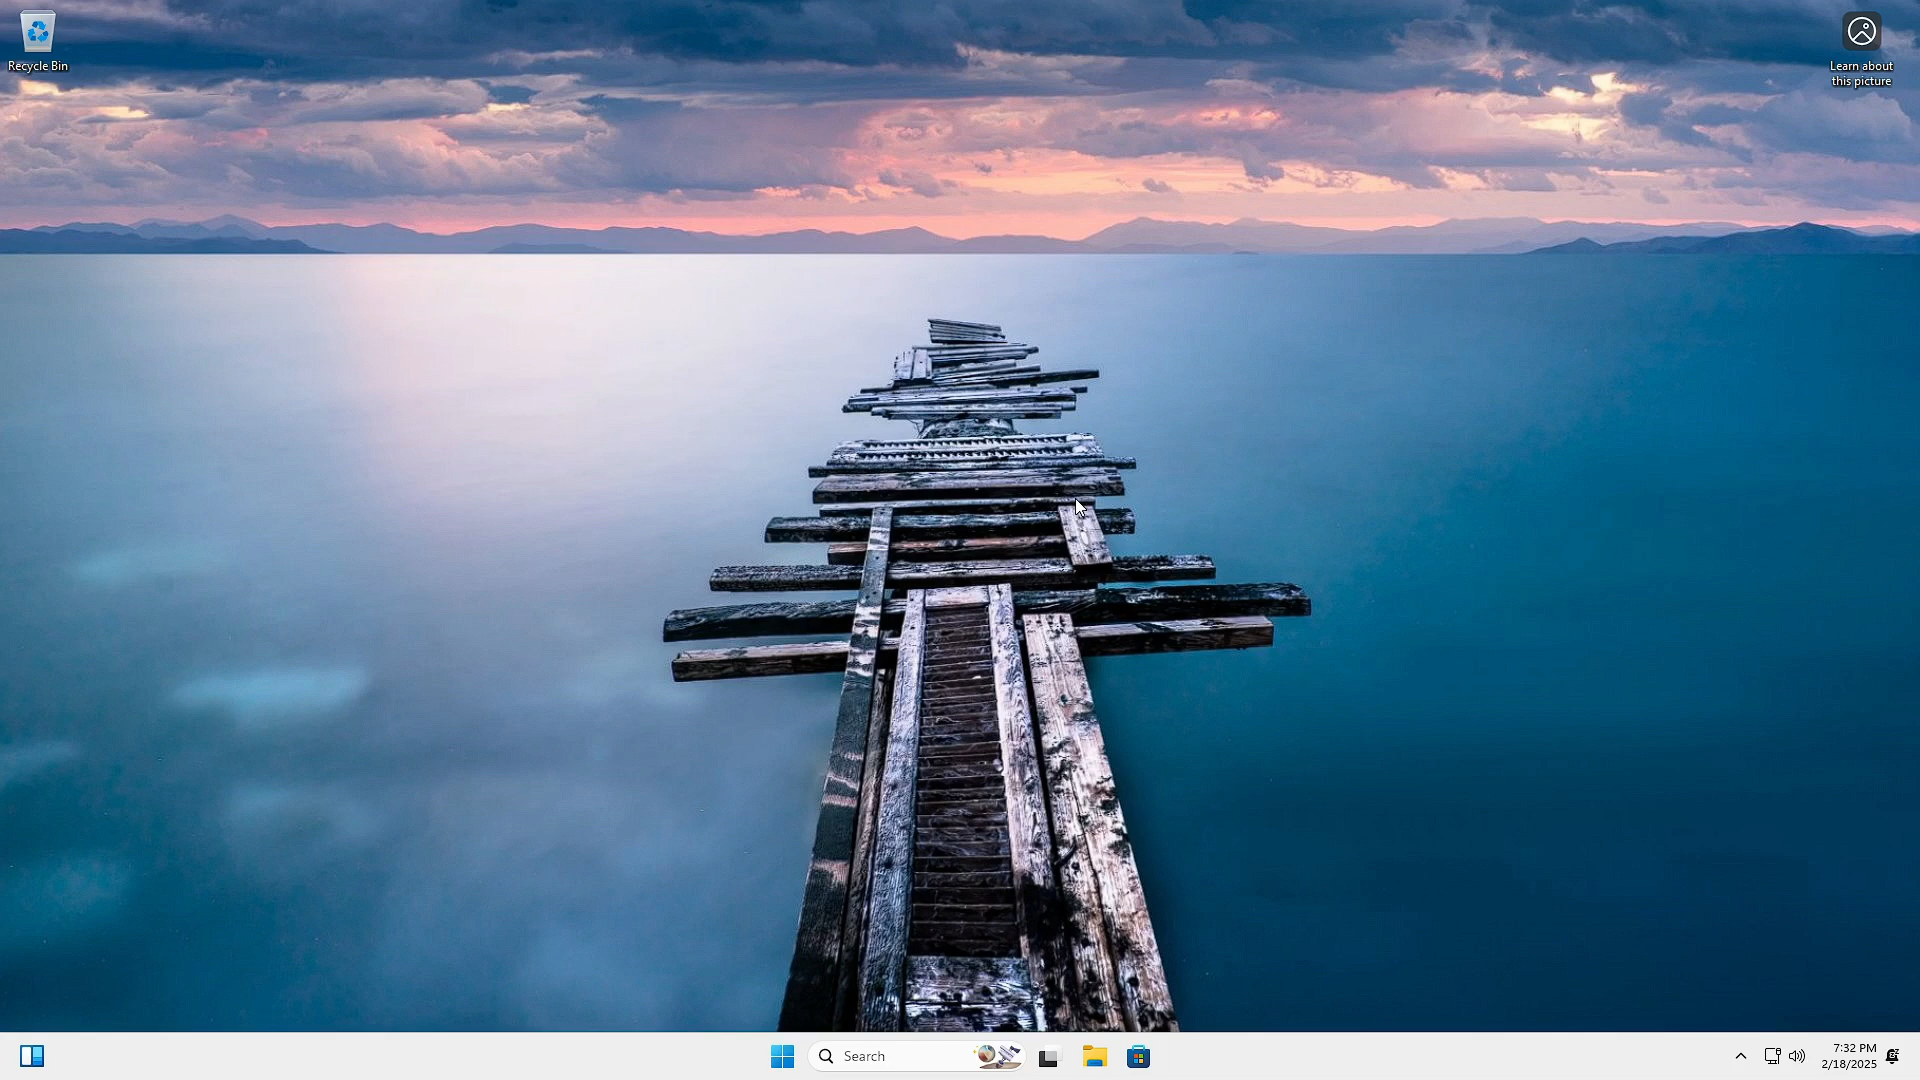 Recycle Bin
Learn about
this picture
Search
7:32 PM
2/18/2025